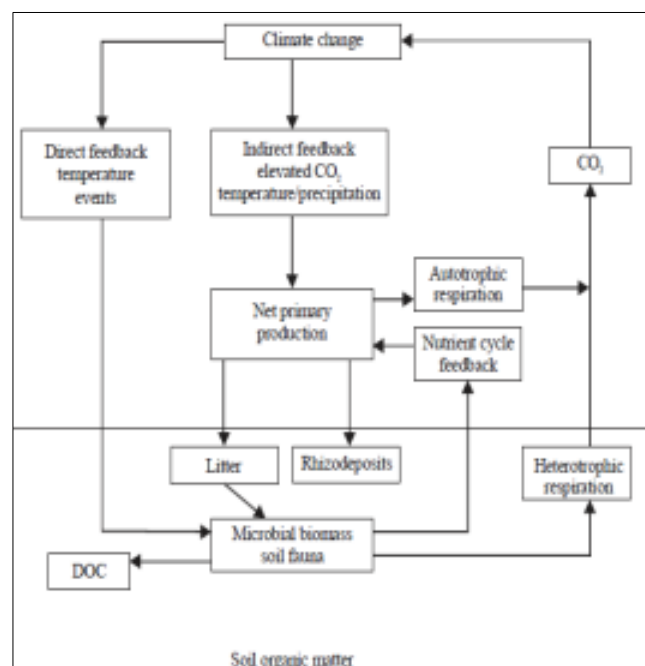 Climate change
Direct feedback
temperature
events
Indirect feedback
elevated CO₂
temperature/precipitation
CO₂
Autotrophic
respiration
Net primary
production
Nutrient cycle
feedback
Litter
Rhizodeposits
Heterotrophic
respiration
Microbial biomass
soil fauna
DOC
Soil organic matter